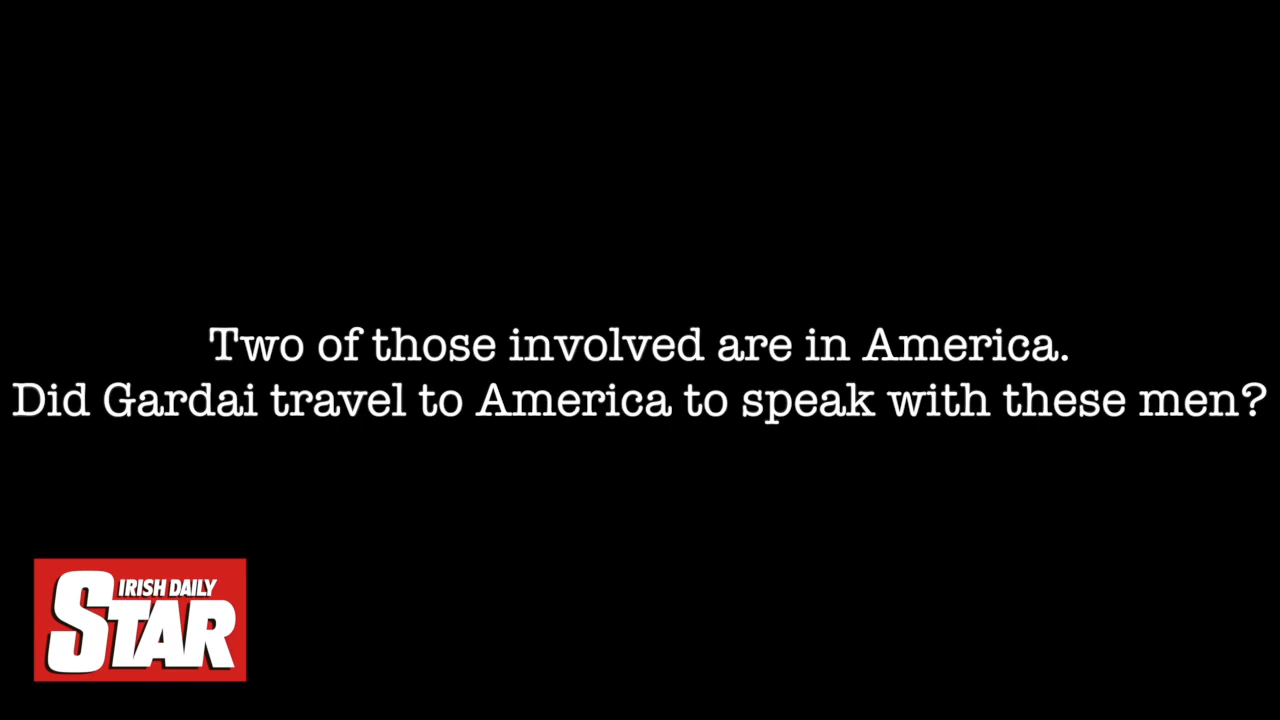 Two of those involved are in America.
Did Gardai travel to America to speak with these men?
IRISH DAILY
STAR